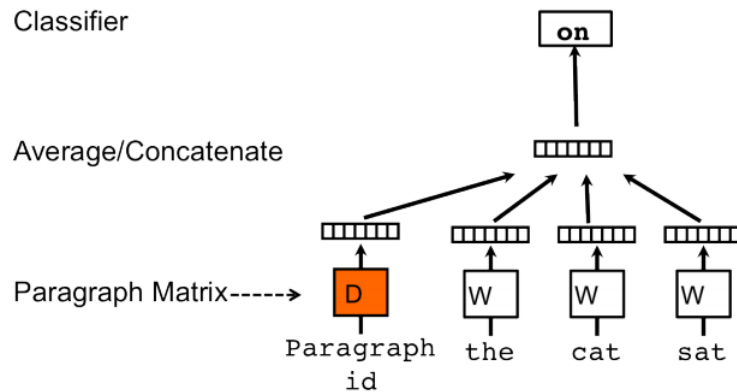 Classifier
on
Average/Concatenate
Paragraph Matrix
D
W
W
W
Paragraph
id
the
cat
sat